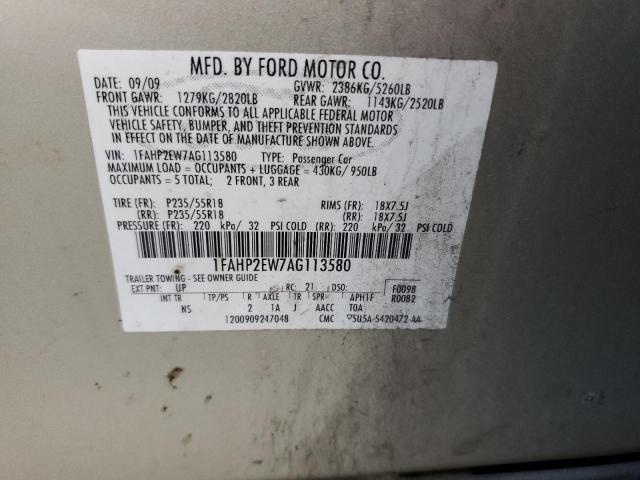 MFD. BY FORD MOTOR CO.
DATE: 09/09 GVWR: 2386KG/5260LB
FRONT GAWR: 1279KG/2820LB REAR GAWR: 1143KG/2520LB
THIS VEHICLE CONFORMS TO ALL APPLICABLE FEDERAL MOTOR
VEHICLE SAFETY, BUMPER, AND THEFT PREVENTION STANDARDS
IN EFFECT ON THE DATE OF MANUFACTURE SHOWN ABOVE.
VIN: 1FAHP2EW7AG113580 TYPE: Passenger Car
MAXIMUM LOAD = OCCUPANTS + LUGGAGE = 430KG/ 950LB
OCCUPANTS = 5 TOTAL; 2 FRONT, 3 REAR
TIRE (FR): P235/55R18 RIMS (FR): 18X7.5J
(RR): P235/55R18 (RR): 18X7.5J
PRESSURE (FR): 220 kPa/ 32 PSI COLD (RR): 220 kPa/ 32 PSI COLD
1FAHP2EW7AG113580
TRAILER TOWING - SEE OWNER GUIDE
EXT PNT: UP RC: 21 DSO: F0098
R0082
INT TR TP/PS R AXLE TR SPR APHIF
NS 2 1A J AACC TOA
1200909247048 CMC 5U5A-5420472-AA